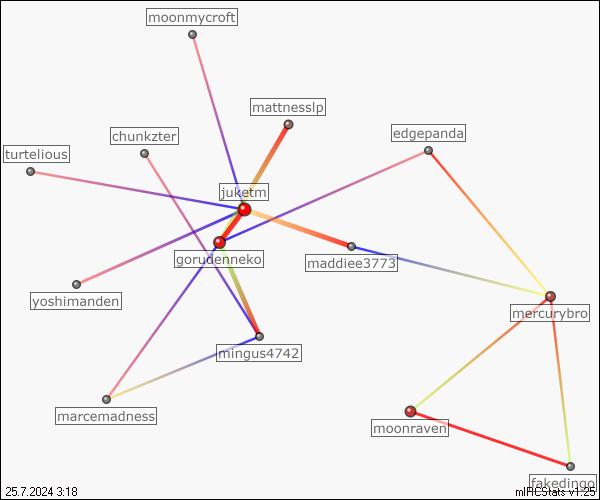 moonmycroft
mattnesslp
edgepanda
chunkzter
turtelious
juketm
gorudenneko
maddiee3773
yoshimanden
mercurybro
mingus4742
marcemadness
moonraven
fakedingo
25.7.2024 3:18
mIRCStats v1.25